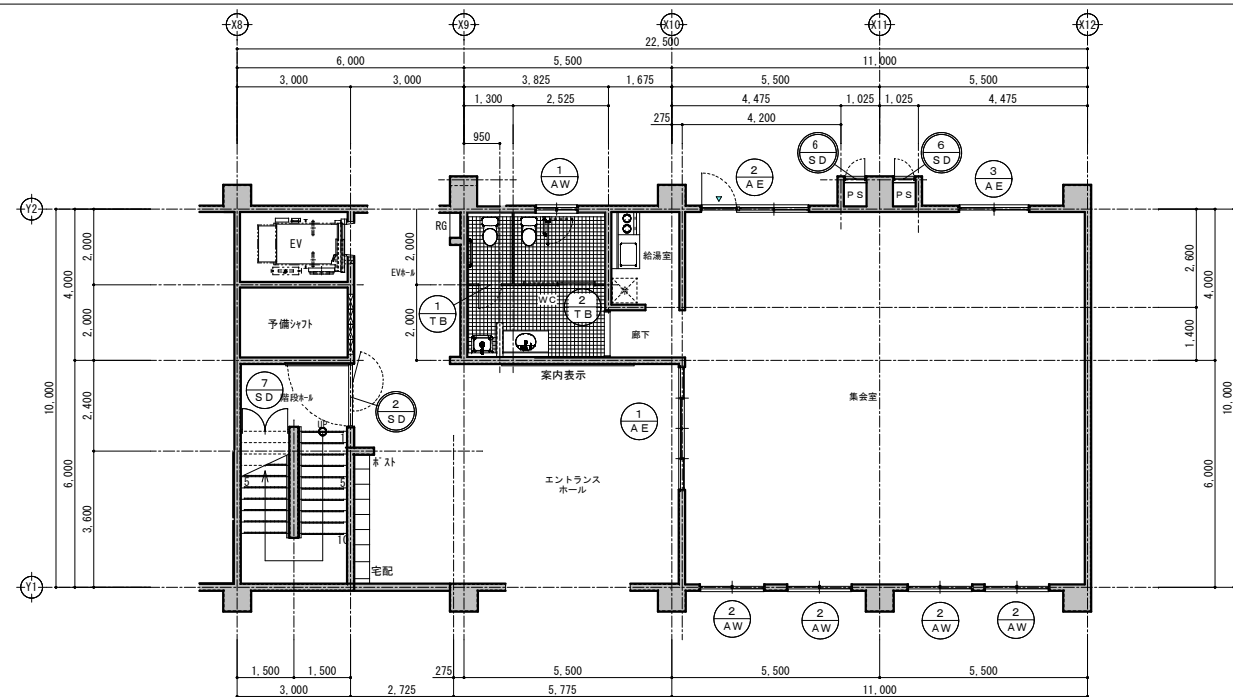 X8
X9
X10
X11
X12
22,500
6,000
5,500
11,000
3,000
3,000
3,825
1,675
5,500
5,500
1,300
2,525
4,475
1,025
1,025
4,475
275
4,200
950
6
SD
6
SD
1
AW
2
AE
3
AE
Y2
PS
PS
RG
EV
給湯室
EVホール
2,000
2,000
2,600
4,000
4,000
冷
WC
2
TB
1
TB
予備シャフト
2,000
2,000
廊下
1,400
案内表示
7
SD
階段ホール
2
SD
集会室
10,000
2,400
10,000
1
AE
UP
1
ポスト
エントランス
ホール
5
5
6,000
6,000
3,600
10
宅配
Y1
2
AW
2
AW
2
AW
2
AW
1,500
1,500
275
5,500
5,500
5,500
3,000
2,725
5,775
11,000